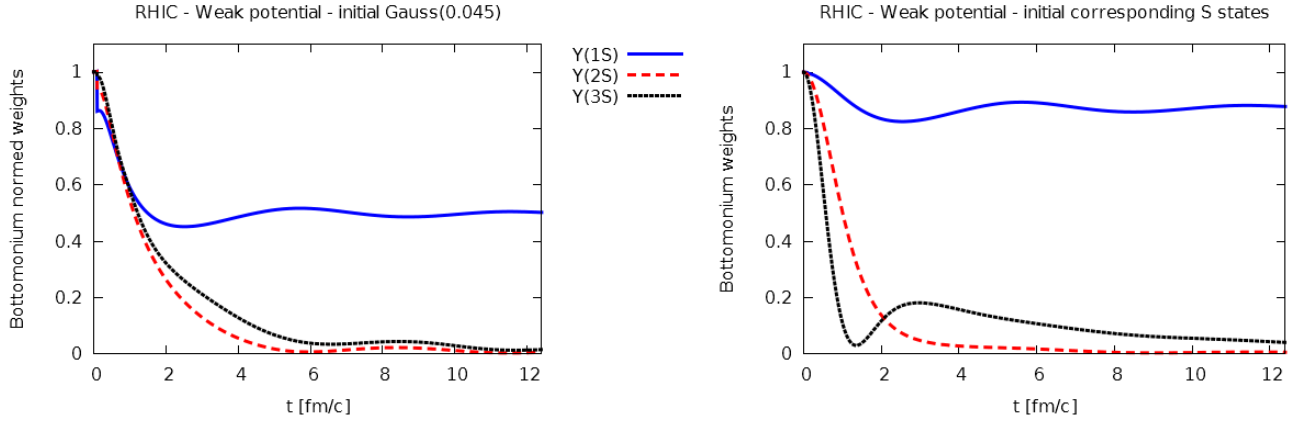 RHIC - Weak potential - initial Gauss(0.045)
Bottomonium normed weights
1
0.8
0.6
0.4
0.2
0
0 2 4 6 8 10 12
t [fm/c]
Y(1S)
Y(2S)
Y(3S)
RHIC - Weak potential - initial corresponding S states
Bottomonium weights
1
0.8
0.6
0.4
0.2
0
0 2 4 6 8 10 12
t [fm/c]